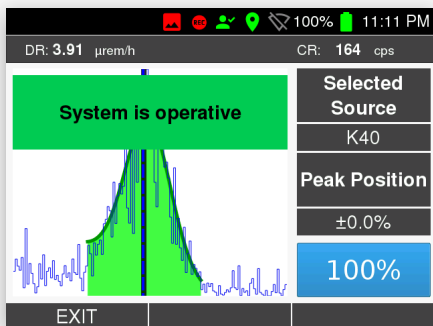 REC 100% 11:11 PM
DR: 3.91 µrem/h CR: 164 cps
System is operative
Selected
Source
K40
Peak Position
±0.0%
100%
EXIT